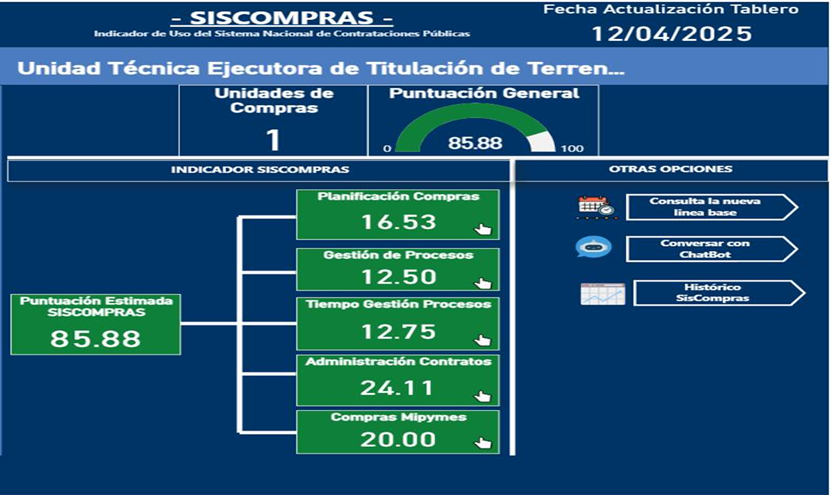 - SISCOMPRAS -
Indicador de Uso del Sistema Nacional de Contrataciones Públicas
Fecha Actualización Tablero
12/04/2025
Unidad Técnica Ejecutora de Titulación de Terren...
Unidades de
Compras
1
Puntuación General
0
85.88
100
INDICADOR SISCOMPRAS
OTRAS OPCIONES
Puntuación Estimada
SISCOMPRAS
85.88
Planificación Compras
16.53
Gestión de Procesos
12.50
Tiempo Gestión Procesos
12.75
Administración Contratos
24.11
Compras Mipymes
20.00
Consulta la nueva
linea base
Conversar con
ChatBot
Histórico
SisCompras